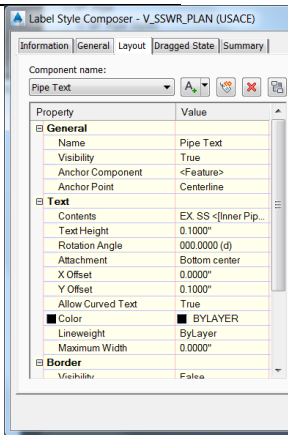 Label Style Composer - V_SSWR_PLAN (USACE)
Information General Layout Dragged State Summary
Component name:
Pipe Text
Property Value
General
Name Pipe Text
Visibility True
Anchor Component <Feature>
Anchor Point Centerline
Text
Contents EX. SS <[Inner Pip...
Text Height 0.1000"
Rotation Angle 000.0000 (d)
Attachment Bottom center
X Offset 0.0000"
Y Offset 0.1000"
Allow Curved Text True
Color BYLAYER
Lineweight ByLayer
Maximum Width 0.0000"
Border
Visibility False